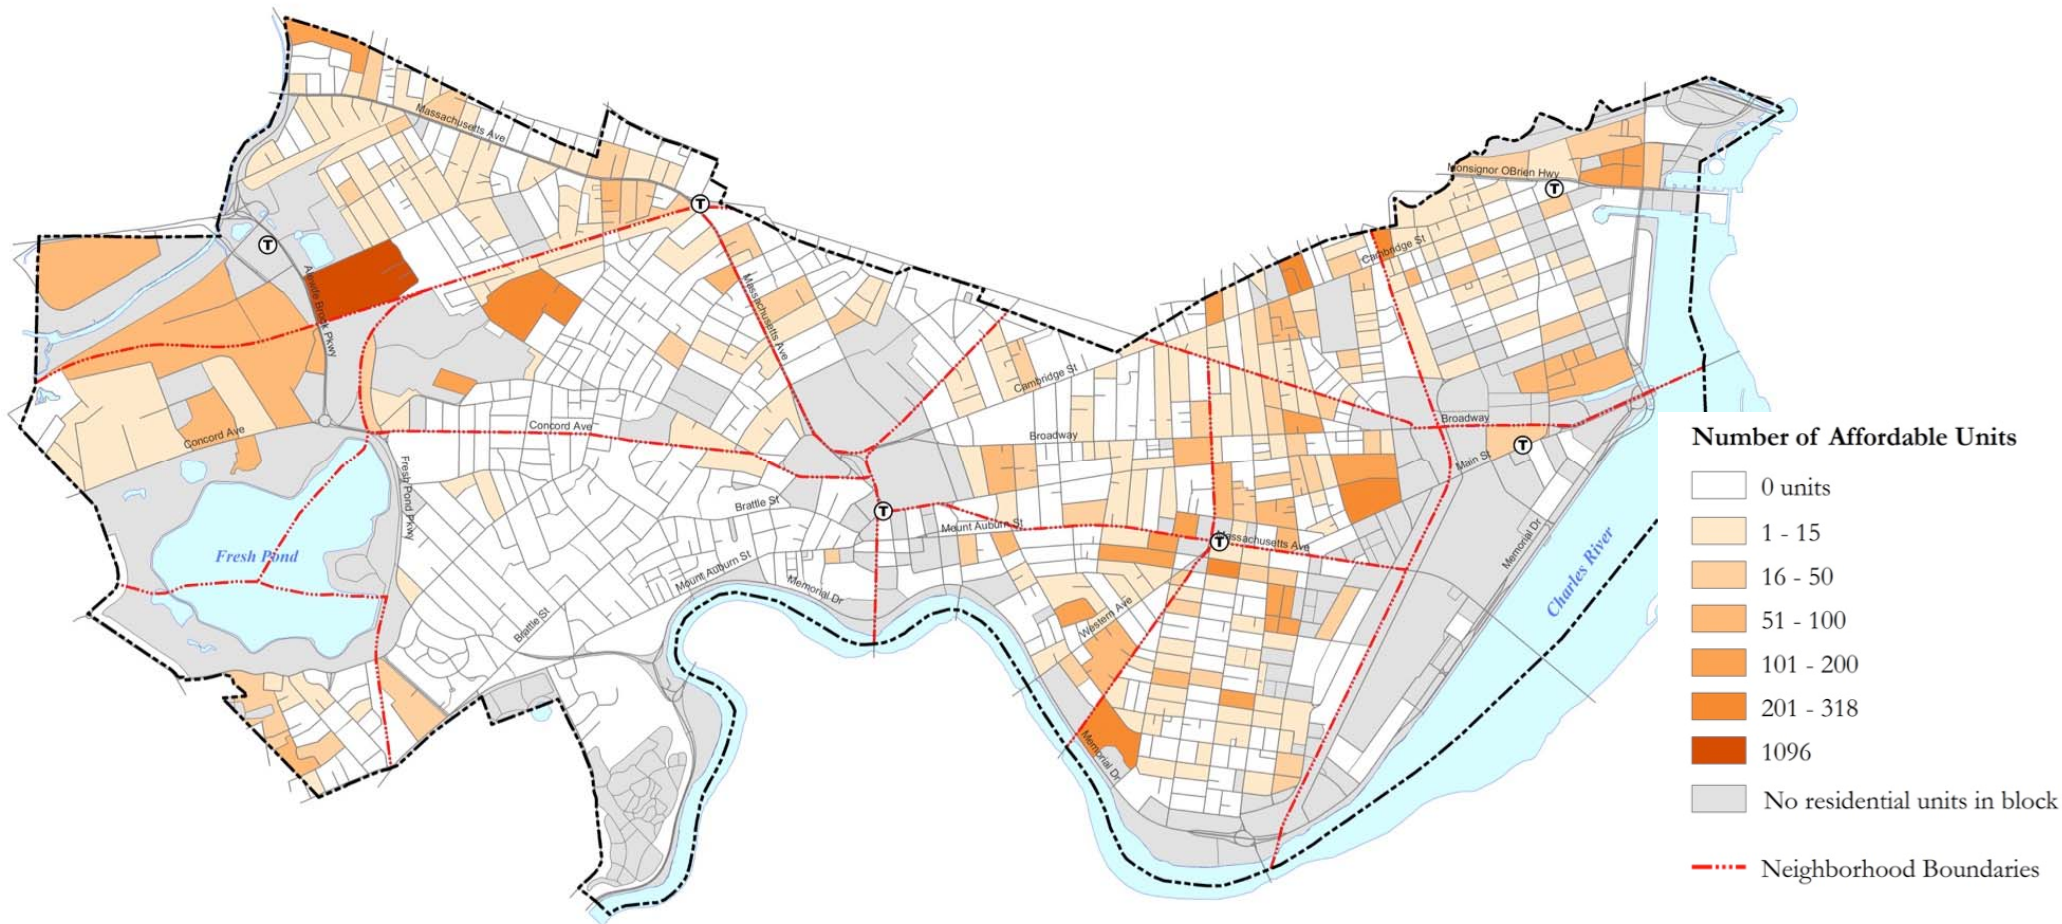 Massachusetts Ave
Monsignor OBrien Hwy
T
T
T
Cambridge St
Alewife Brook Pkwy
Massachusetts Ave
Cambridge St
Concord Ave
Concord Ave
Broadway
Broadway
T
Main St
Fresh Pond Pkwy
Brattle St
T
Mount Auburn St
T
Massachusetts Ave
Memorial Dr
Fresh Pond
Mount Auburn St
Memorial Dr
Charles River
Western Ave
Brattle St
Memorial Dr
Number of Affordable Units
0 units
1 - 15
16 - 50
51 - 100
101 - 200
201 - 318
1096
No residential units in block
Neighborhood Boundaries